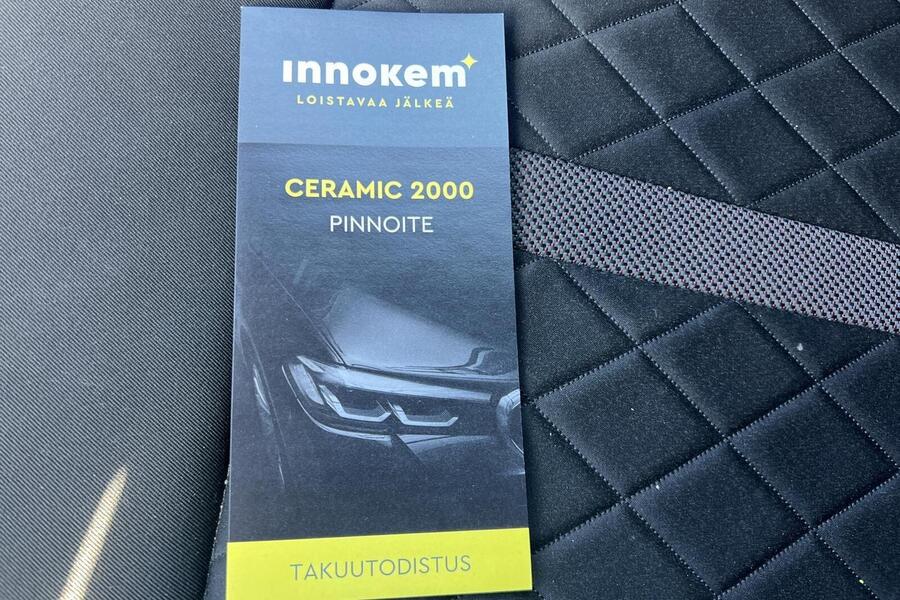 INNOKEM
LOISTAVAA JÄLKEÄ
CERAMIC 2000
PINNOITE
TAKUUTODISTUS